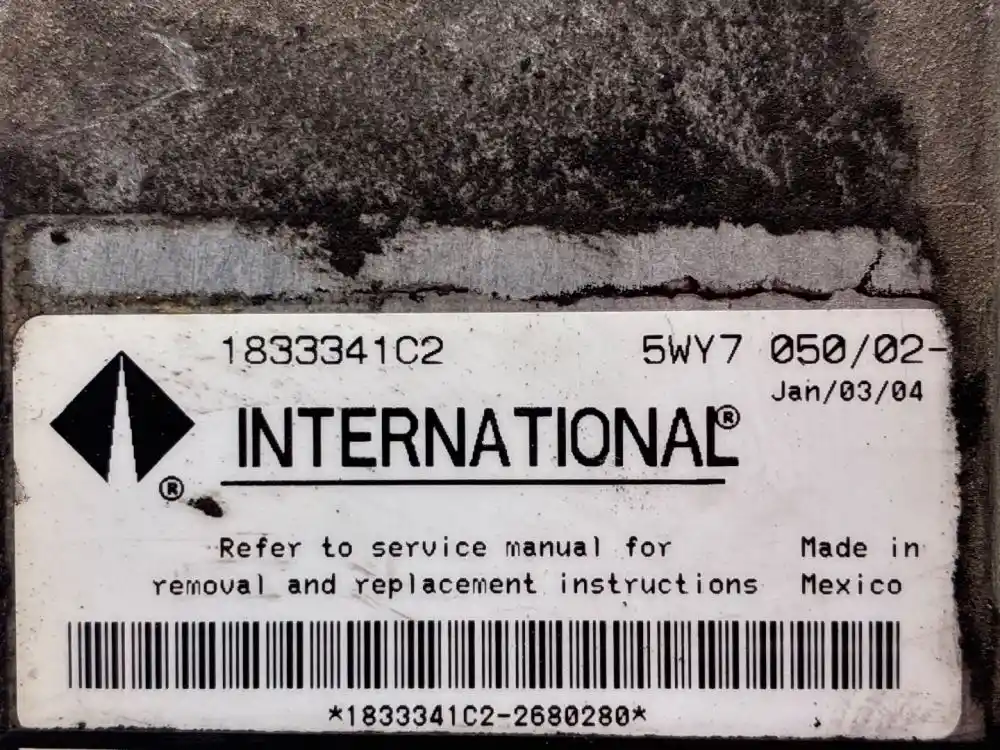 1833341C2 5WY7 050/02-
Jan/03/04
INTERNATIONAL®
®
Refer to service manual for Made in
removal and replacement instructions Mexico
*1833341C2-2680280*